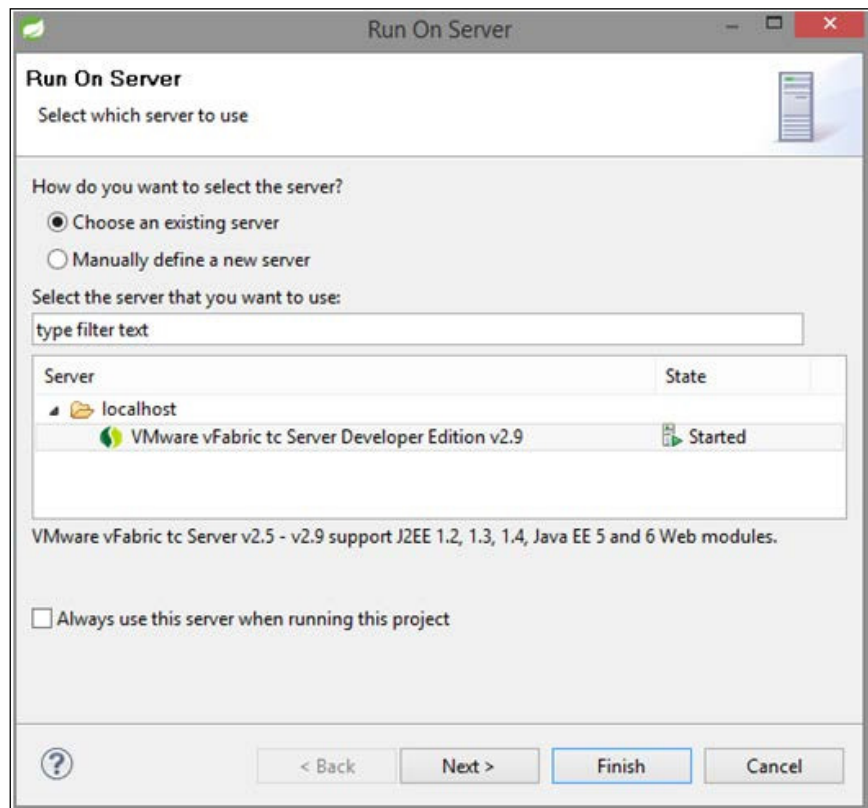 Run On Server
Run On Server
Select which server to use
How do you want to select the server?
Choose an existing server
Manually define a new server
Select the server that you want to use:
type filter text
Server State
localhost
VMware vFabric tc Server Developer Edition v2.9 Started
VMware vFabric tc Server v2.5 - v2.9 support J2EE 1.2, 1.3, 1.4, Java EE 5 and 6 Web modules.
Always use this server when running this project
? < Back Next > Finish Cancel